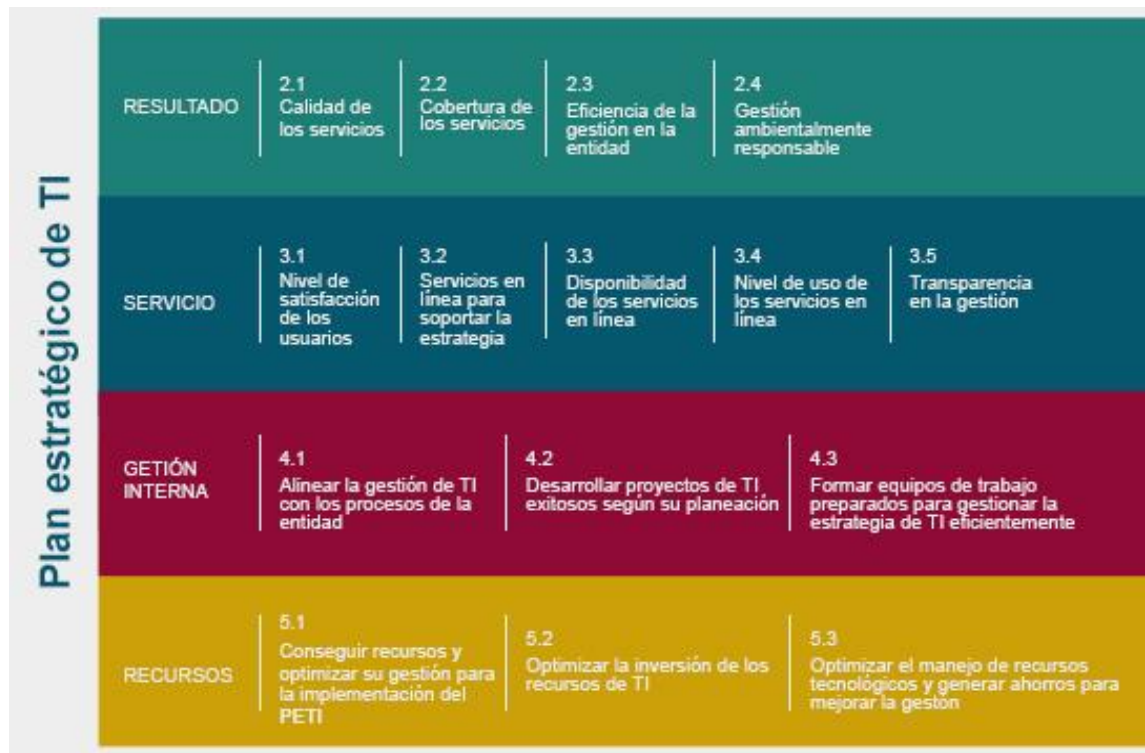 Plan estratégico de TI
RESULTADO
2.1
Calidad de
los servicios
2.2
Cobertura de
los servicios
2.3
Eficiencia de la
gestión en la
entidad
2.4
Gestión
ambientalmente
responsable
SERVICIO
3.1
Nivel de
satisfacción
de los
usuarios
3.2
Servicios en
línea para
soportar la
estrategia
3.3
Disponibilidad
de los servicios
en línea
3.4
Nivel de uso de
los servicios en
línea
3.5
Transparencia
en la gestión
GETIÓN
INTERNA
4.1
Alinear la gestión de TI
con los procesos de la
entidad
4.2
Desarrollar proyectos de TI
exitosos según su planeación
4.3
Formar equipos de trabajo
preparados para gestionar la
estrategia de TI eficientemente
RECURSOS
5.1
Conseguir recursos y
optimizar su gestión para
la implementación del
PETI
5.2
Optimizar la inversión de los
recursos de TI
5.3
Optimizar el manejo de recursos
tecnológicos y generar ahorros para
mejorar la gestón